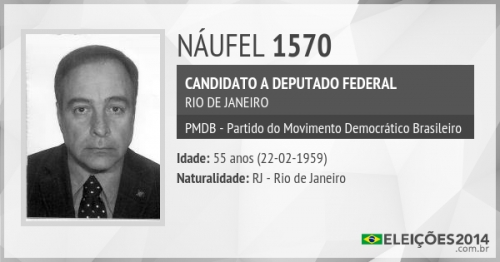 NÁUFEL 1570
CANDIDATO A DEPUTADO FEDERAL
RIO DE JANEIRO
PMDB - Partido do Movimento Democrático Brasileiro
Idade: 55 anos (22-02-1959)
Naturalidade: RJ - Rio de Janeiro
ELEIÇÕES2014
.com.br